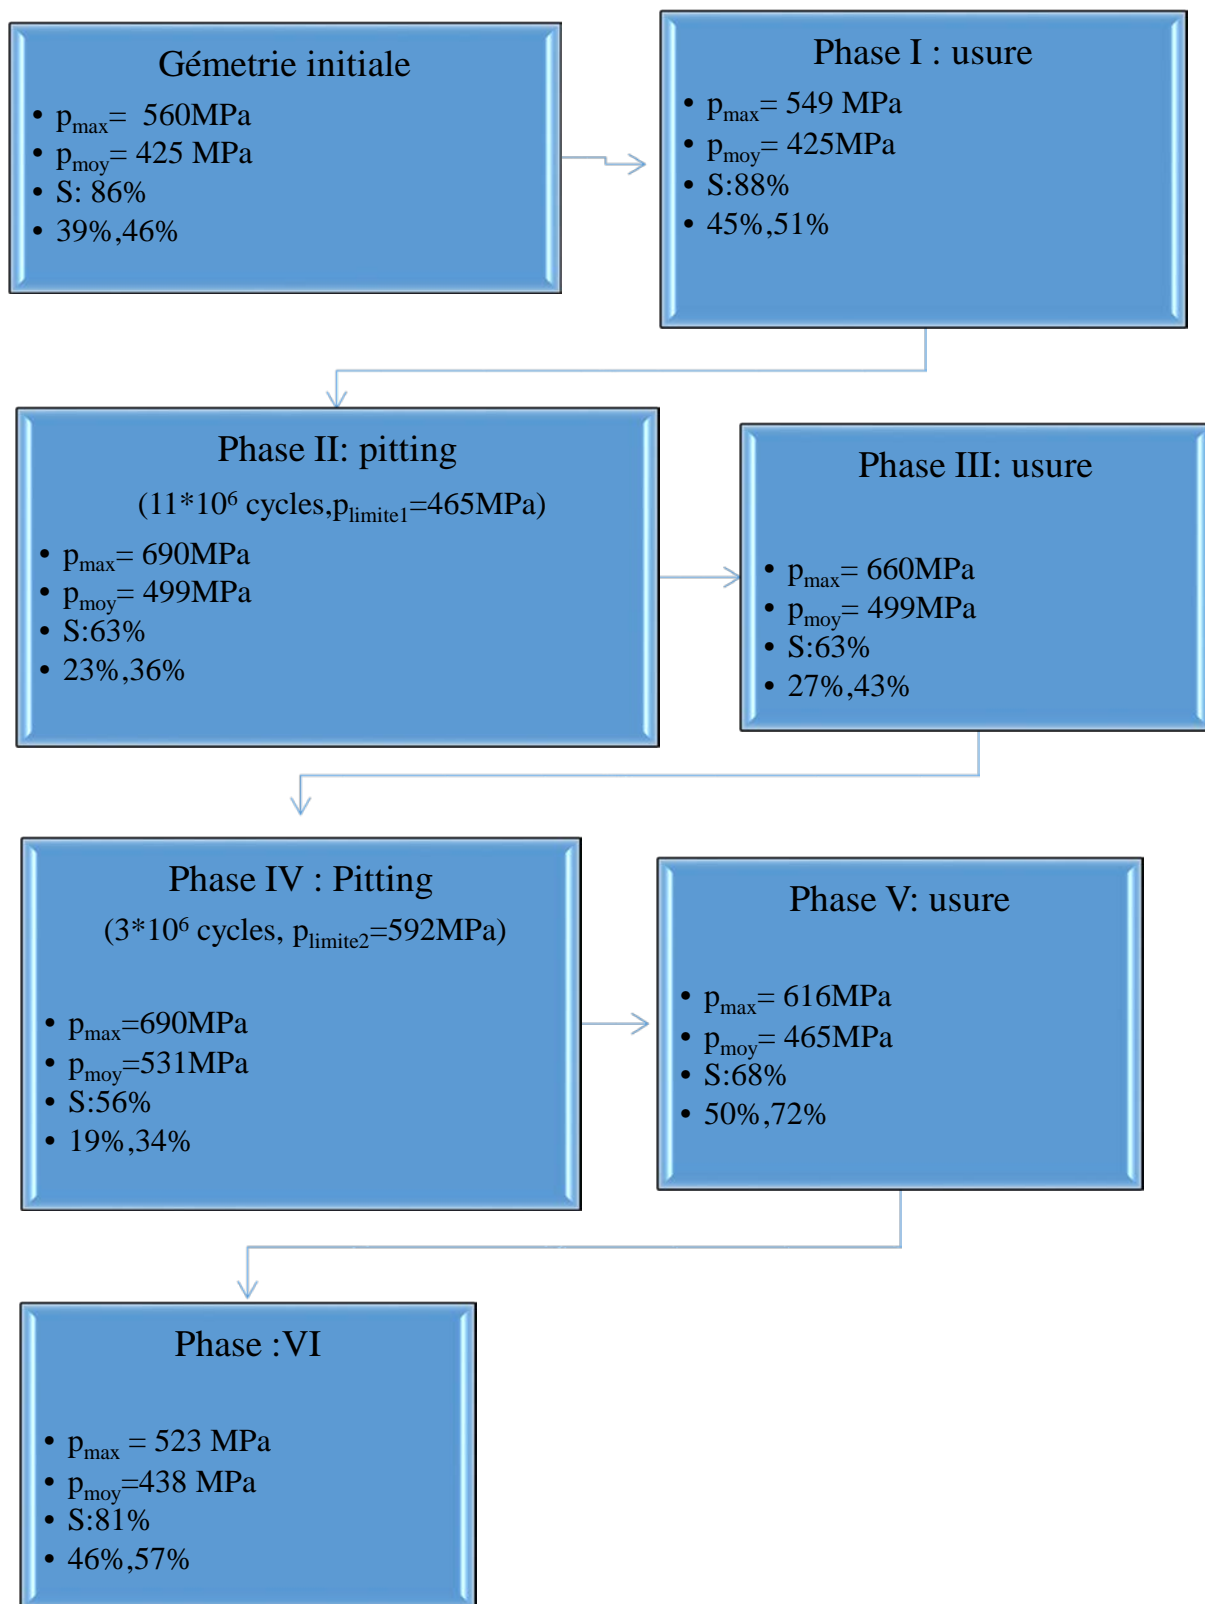 Gémetrie initiale
• pmax= 560MPa
• pmoy= 425 MPa
• S: 86%
• 39%,46%
Phase I : usure
• pmax= 549 MPa
• pmoy= 425MPa
• S:88%
• 45%,51%
Phase II: pitting
(11*10⁶ cycles,plimite1=465MPa)
• pmax= 690MPa
• pmoy= 499MPa
• S:63%
• 23%,36%
Phase III: usure
• pmax= 660MPa
• pmoy= 499MPa
• S:63%
• 27%,43%
Phase IV : Pitting
(3*10⁶ cycles, plimite2=592MPa)
• pmax=690MPa
• pmoy=531MPa
• S:56%
• 19%,34%
Phase V: usure
• pmax= 616MPa
• pmoy= 465MPa
• S:68%
• 50%,72%
Phase :VI
• pmax = 523 MPa
• pmoy=438 MPa
• S:81%
• 46%,57%